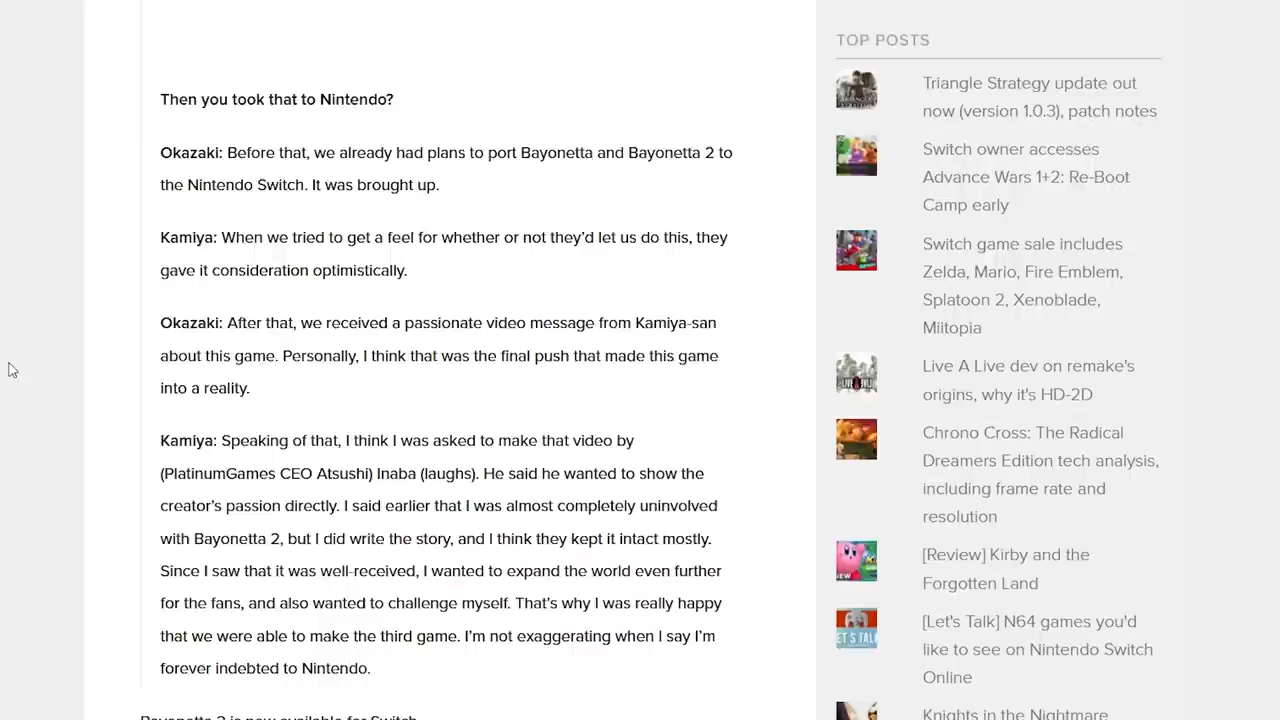 Then you took that to Nintendo?
Okazaki: Before that, we already had plans to port Bayonetta and Bayonetta 2 to
the Nintendo Switch. It was brought up.
Kamiya: When we tried to get a feel for whether or not they'd let us do this, they
gave it consideration optimistically.
Okazaki: After that, we received a passionate video message from Kamiya-san
about this game. Personally, I think that was the final push that made this game
into a reality.
Kamiya: Speaking of that, I think I was asked to make that video by
(PlatinumGames CEO Atsushi) Inaba (laughs). He said he wanted to show the
creator's passion directly. I said earlier that I was almost completely uninvolved
with Bayonetta 2, but I did write the story, and I think they kept it intact mostly.
Since I saw that it was well-received, I wanted to expand the world even further
for the fans, and also wanted to challenge myself. That's why I was really happy
that we were able to make the third game. I'm not exaggerating when I say I'm
forever indebted to Nintendo.
TOP POSTS
Triangle Strategy update out
now (version 1.0.3), patch notes
Switch owner accesses
Advance Wars 1+2: Re-Boot
Camp early
Switch game sale includes
Zelda, Mario, Fire Emblem,
Splatoon 2, Xenoblade,
Miitopia
Live A Live dev on remake's
origins, why it's HD-2D
Chrono Cross: The Radical
Dreamers Edition tech analysis,
including frame rate and
resolution
[Review] Kirby and the
Forgotten Land
[Let's Talk] N64 games you'd
like to see on Nintendo Switch
Online
Knights in the Nightmare